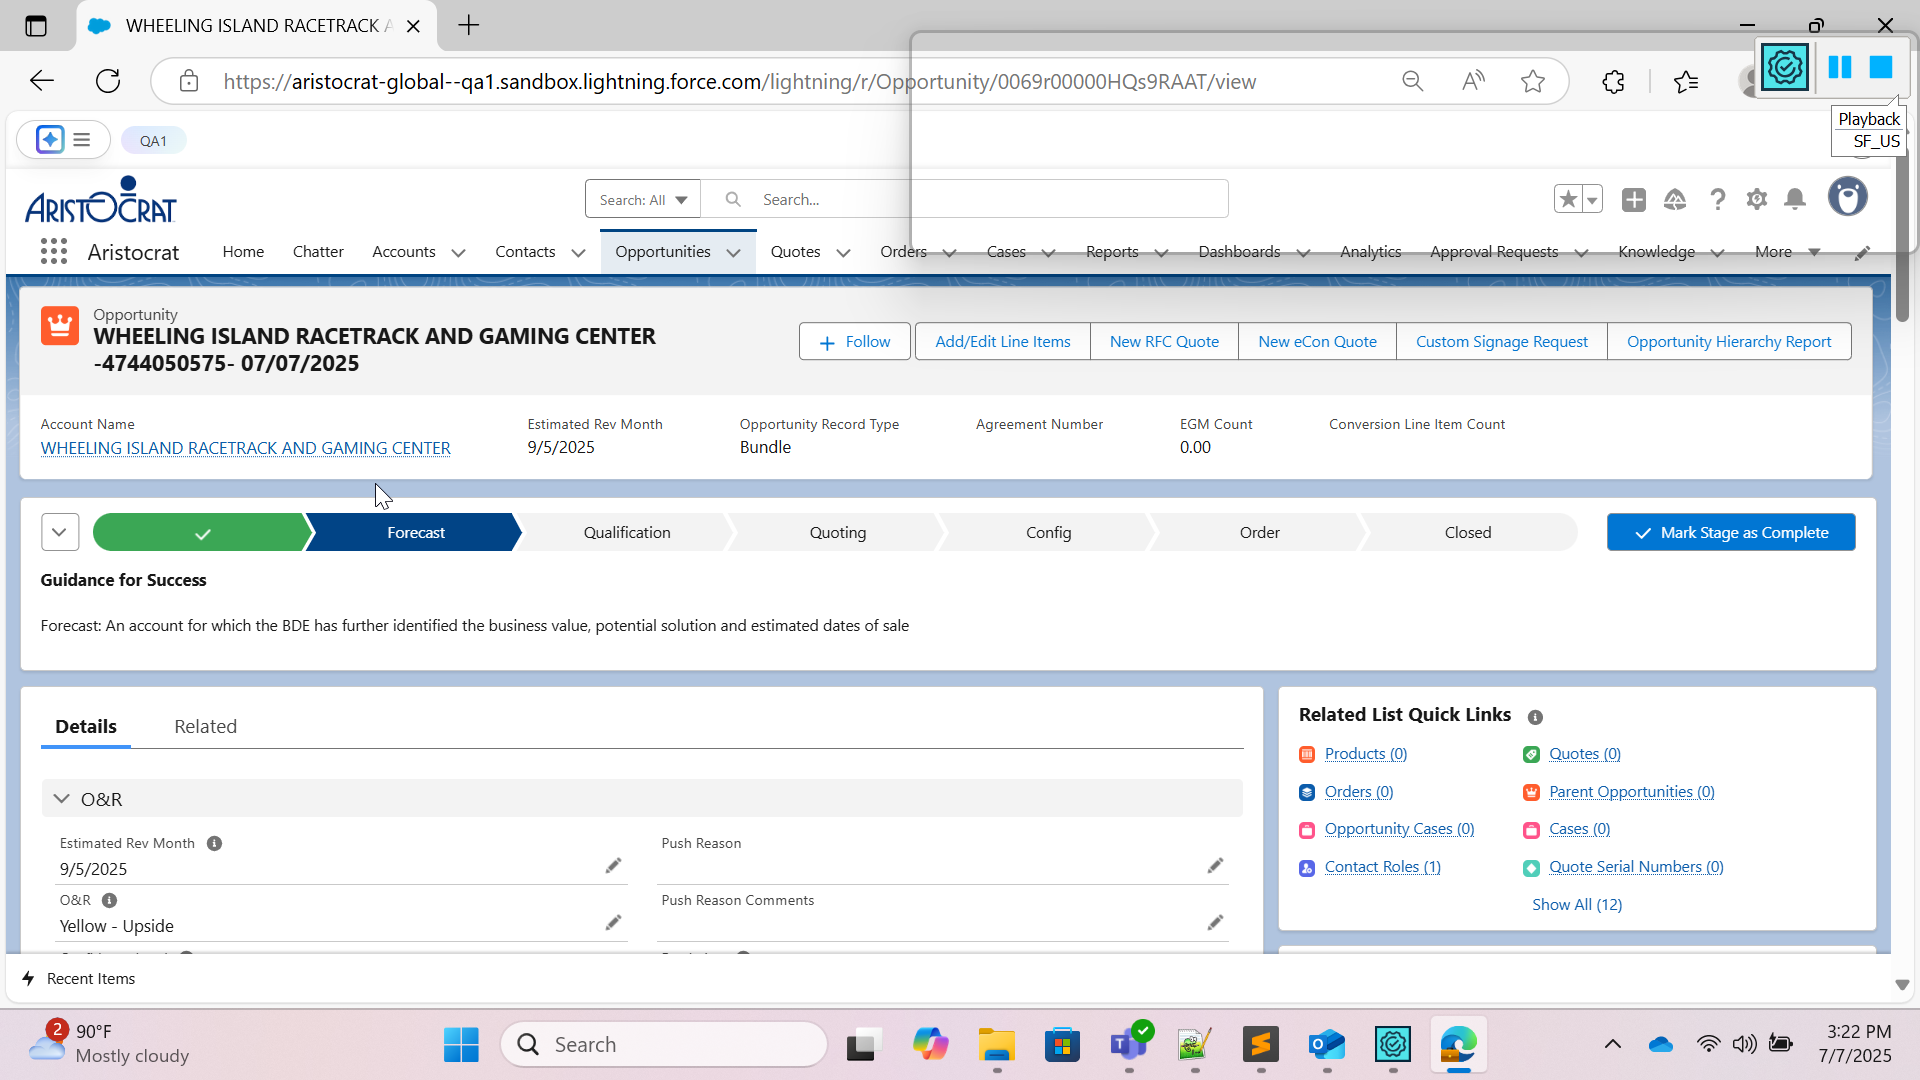 WHEELING ISLAND RACETRACK A
https://aristocrat-global--qa1.sandbox.lightning.force.com/lightning/r/Opportunity/0069r00000HQs9RAAT/view
Playback
SF_US
QA1
ARISTOCRAT
Search: All
Search...
Aristocrat
Home
Chatter
Accounts
Contacts
Opportunities
Quotes
Orders
Cases
Reports
Dashboards
Analytics
Approval Requests
Knowledge
More
Opportunity
WHEELING ISLAND RACETRACK AND GAMING CENTER
-4744050575- 07/07/2025
Follow
Add/Edit Line Items
New RFC Quote
New eCon Quote
Custom Signage Request
Opportunity Hierarchy Report
Account Name
WHEELING ISLAND RACETRACK AND GAMING CENTER
Estimated Rev Month
9/5/2025
Opportunity Record Type
Bundle
Agreement Number
EGM Count
0.00
Conversion Line Item Count
Forecast
Qualification
Quoting
Config
Order
Closed
Mark Stage as Complete
Guidance for Success
Forecast: An account for which the BDE has further identified the business value, potential solution and estimated dates of sale
Details
Related
O&R
Estimated Rev Month
9/5/2025
Push Reason
O&R
Yellow - Upside
Push Reason Comments
Related List Quick Links
Products (0)
Quotes (0)
Orders (0)
Parent Opportunities (0)
Opportunity Cases (0)
Cases (0)
Contact Roles (1)
Quote Serial Numbers (0)
Show All (12)
Recent Items
2
90°F
Mostly cloudy
Search
3:22 PM
7/7/2025